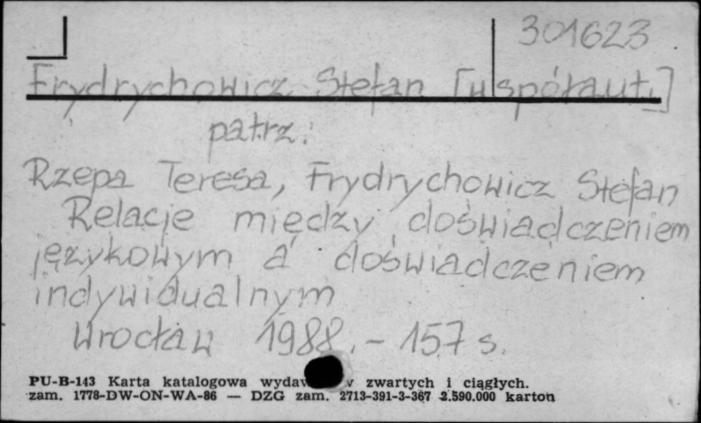 301623
Frydrychowicz Stefan [współaut.]
patrz:
Rzepa Teresa, Frydrychowicz Stefan
Relacje między doświadczeniem
językowym a doświadczeniem
indywidualnym
Wrocław 1988. - 157 s.
PU-B-143 Karta katalogowa zwartych i ciągłych.
zam. 1778-DW-ON-WA-86 — DZG zam. 2713-391-3-367 2.590.000 karton